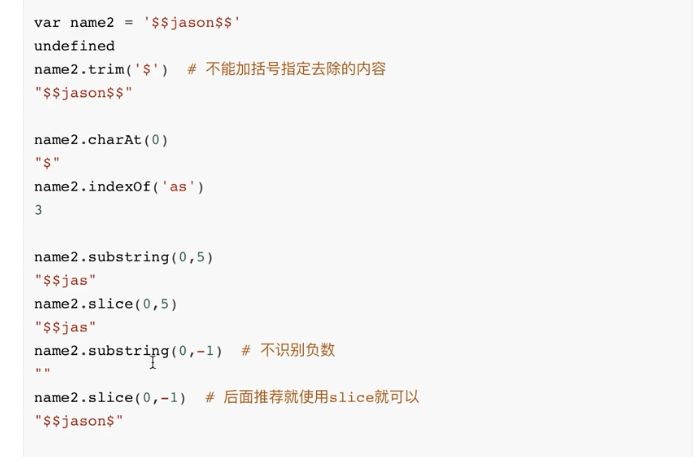 var name2 = '$$jason$$'
undefined
name2.trim('$')  # 不能加括号指定去除的内容
"$$jason$$"
name2.charAt(0)
"$"
name2.indexOf('as')
3
name2.substring(0,5)
"$$jas"
name2.slice(0,5)
"$$jas"
name2.substring(0,-1)  # 不识别负数
""
name2.slice(0,-1)  # 后面推荐就使用slice就可以
"$$jason$"